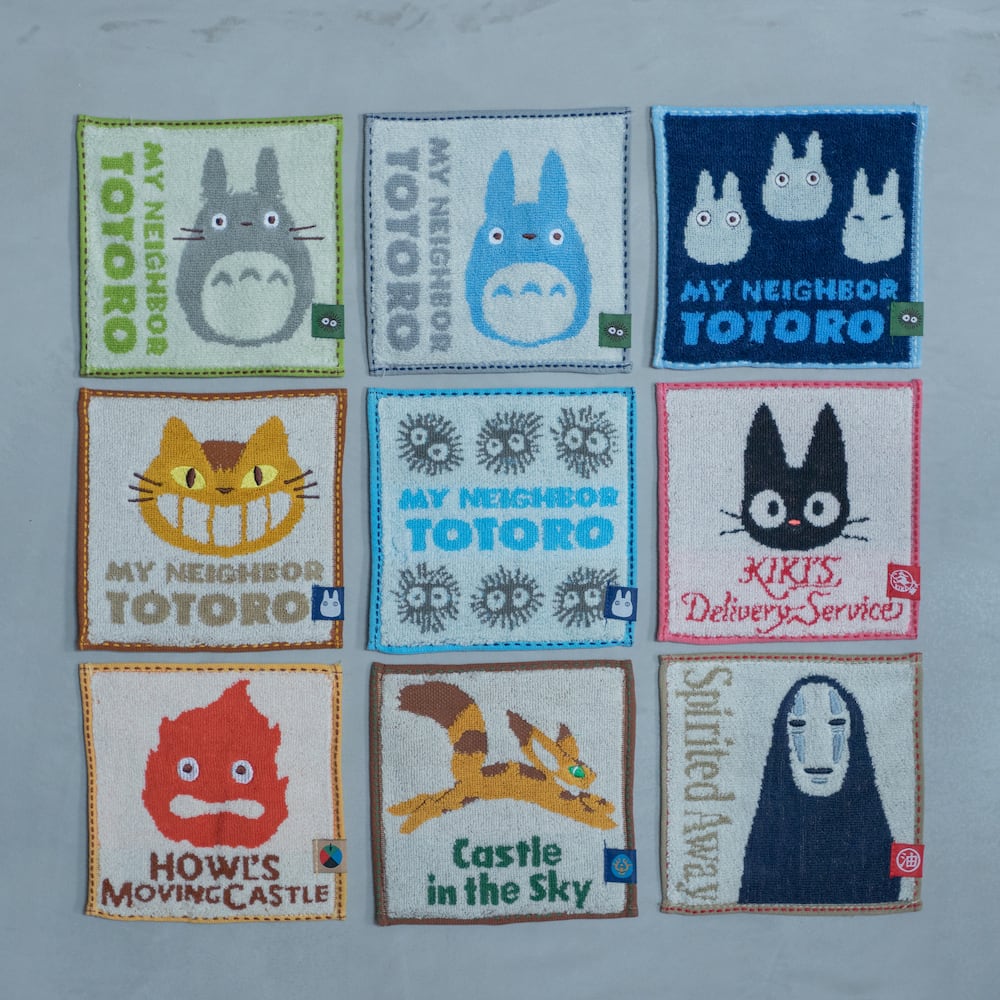 MY NEIGHBOR
TOTORO
MY NEIGHBOR
TOTORO
MY NEIGHBOR
TOTORO
MY NEIGHBOR
TOTORO
MY NEIGHBOR
TOTORO
KIKI'S
Delivery Service
HOWL'S
MOVING CASTLE
Castle
in the Sky
Spirited Away
油